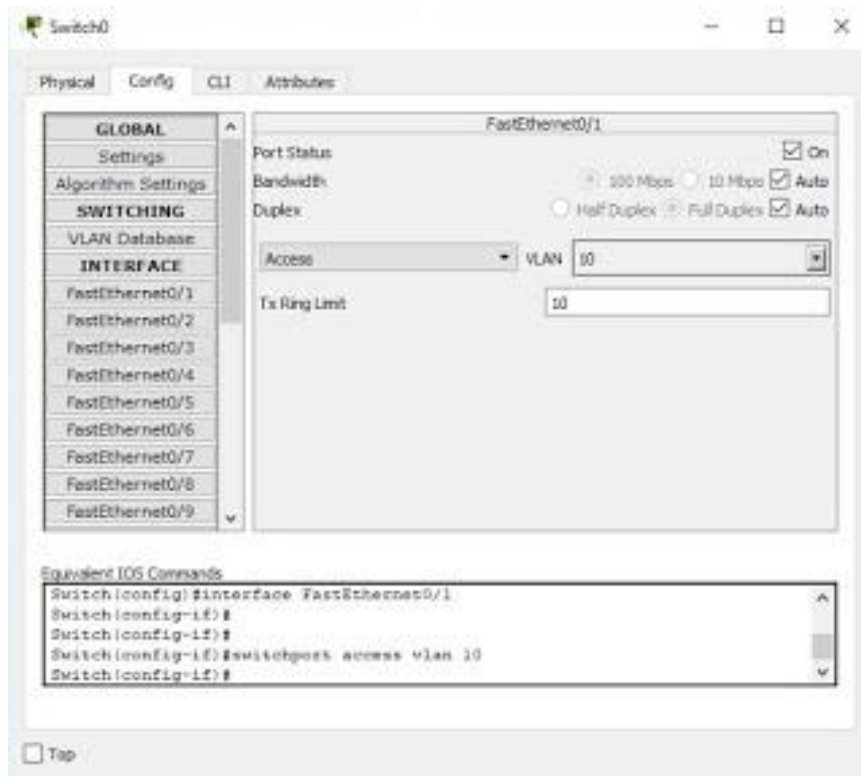 Switch0
Physical Config CLI Attributes
GLOBAL
Settings
Algorithm Settings
SWITCHING
VLAN Database
INTERFACE
FastEthernet0/1
FastEthernet0/2
FastEthernet0/3
FastEthernet0/4
FastEthernet0/5
FastEthernet0/6
FastEthernet0/7
FastEthernet0/8
FastEthernet0/9
FastEthernet0/1
Port Status On
Bandwidth 100 Mbps 10 Mbps Auto
Duplex Half Duplex Full Duplex Auto
Access VLAN 10
Tx Ring Limit 10
Equivalent IOS Commands
Switch(config)#interface FastEthernet0/1
Switch(config-if)#
Switch(config-if)#
Switch(config-if)#switchport access vlan 10
Switch(config-if)#
Top